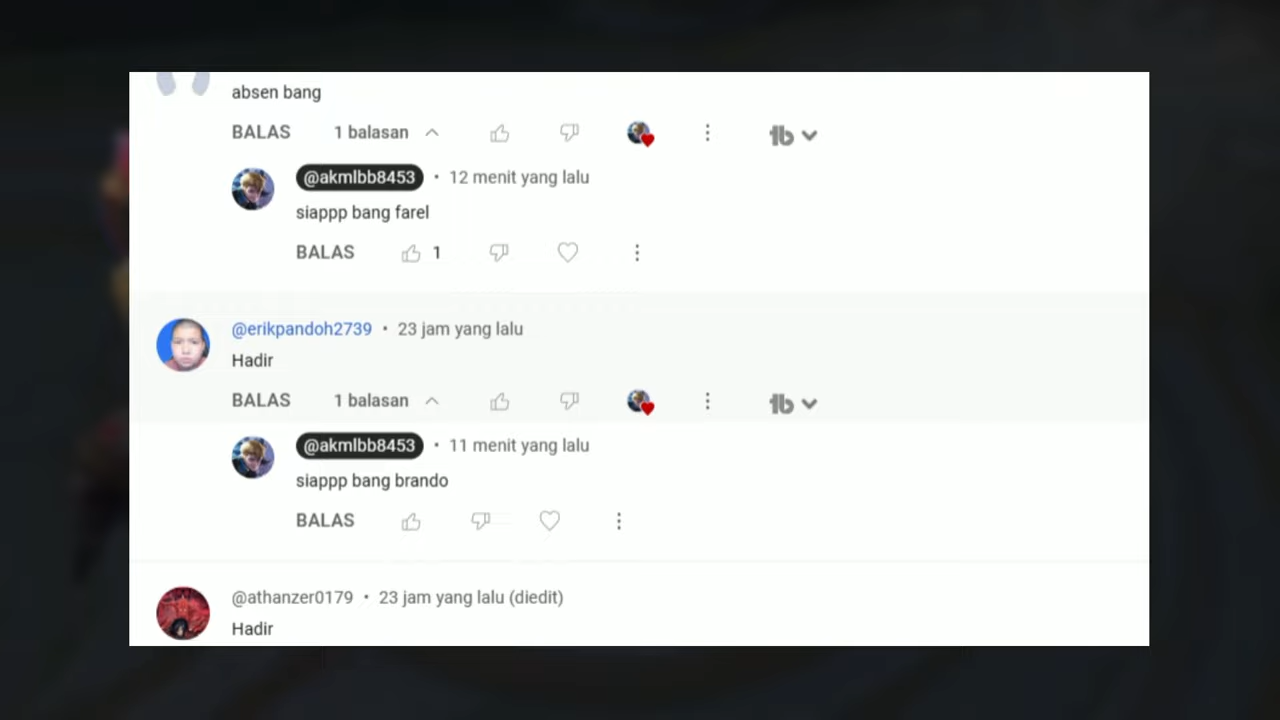 absen bang
BALAS 1 balasan
@akmlbb8453 • 12 menit yang lalu
siappp bang farel
BALAS 1
@erikpandoh2739 • 23 jam yang lalu
Hadir
BALAS 1 balasan
@akmlbb8453 • 11 menit yang lalu
siappp bang brando
BALAS
@athanzer0179 • 23 jam yang lalu (diedit)
Hadir